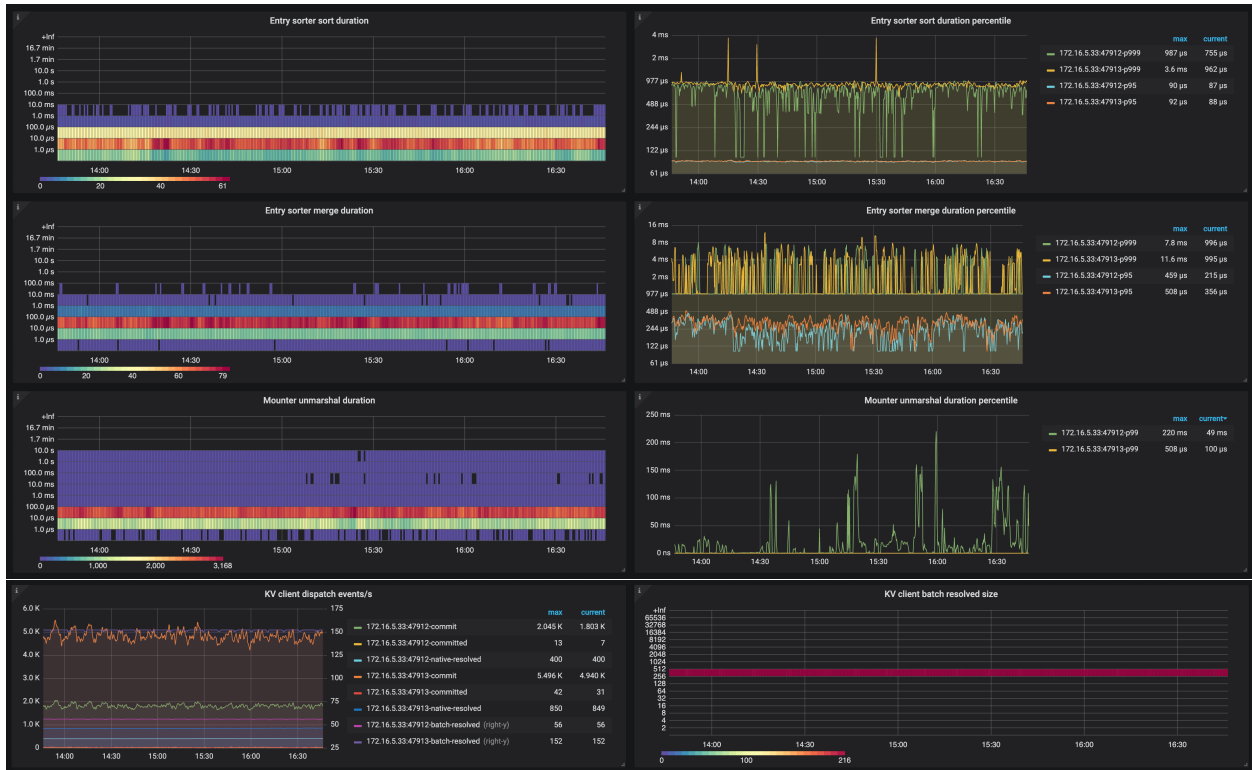 Entry sorter sort duration
+Inf
16.7 min
1.7 min
10.0 s
1.0 s
100.0 ms
10.0 ms
1.0 ms
100.0 µs
10.0 µs
1.0 µs
14:00 15:00 15:30 16:00 16:30
0 20 40 61
Entry sorter sort duration percentile
4 ms
2 ms
977 µs
488 µs
244 µs
122 µs
61 µs
14:00 14:30 15:00 15:30 16:00 16:30
max current
172.16.5.33:47912-p999 987 µs 755 µs
172.16.5.33:47913-p999 3.6 ms 962 µs
172.16.5.33:47912-p95 90 µs 87 µs
172.16.5.33:47913-p95 92 µs 88 µs
Entry sorter merge duration
+Inf
16.7 min
1.7 min
10.0 s
1.0 s
100.0 ms
10.0 ms
1.0 ms
100.0 µs
10.0 µs
1.0 µs
14:00 15:00 15:30 16:00 16:30
0 20 40 60 79
Entry sorter merge duration percentile
16 ms
8 ms
4 ms
2 ms
977 µs
488 µs
244 µs
122 µs
61 µs
14:00 14:30 15:00 15:30 16:00 16:30
max current
172.16.5.33:47912-p999 7.8 ms 996 µs
172.16.5.33:47913-p999 11.6 ms 995 µs
172.16.5.33:47912-p95 459 µs 215 µs
172.16.5.33:47913-p95 508 µs 356 µs
Mounter unmarshal duration
+Inf
16.7 min
1.7 min
10.0 s
1.0 s
100.0 ms
10.0 ms
1.0 ms
100.0 µs
10.0 µs
1.0 µs
14:00 15:00 15:30 16:00 16:30
0 1,000 2,000 3,168
Mounter unmarshal duration percentile
250 ms
200 ms
150 ms
100 ms
50 ms
0 ns
14:00 14:30 15:00 15:30 16:00 16:30
max current
172.16.5.33:47912-p99 220 ms 49 ms
172.16.5.33:47913-p99 508 µs 100 µs
KV client dispatch events/s
6.0 K 175
5.0 K 150
4.0 K 125
3.0 K 100
2.0 K 75
1.0 K 50
0 25
14:00 14:30 15:00 15:30 16:00 16:30
max current
172.16.5.33:47912-commit 2.045 K 1.803 K
172.16.5.33:47912-committed 13 7
172.16.5.33:47912-native-resolved 400 400
172.16.5.33:47913-commit 5.496 K 4.940 K
172.16.5.33:47913-committed 42 31
172.16.5.33:47913-native-resolved 850 849
172.16.5.33:47912-batch-resolved (right-y) 56 56
172.16.5.33:47913-batch-resolved (right-y) 152 152
KV client batch resolved size
+Inf
65536
32768
16384
8192
4096
2048
1024
512
256
128
64
32
16
8
4
2
14:00 14:30 15:00 15:30 16:00 16:30
0 100 216